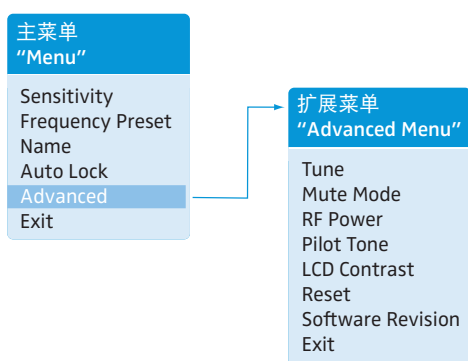 主菜单
“Menu”
Sensitivity
Frequency Preset
Name
Auto Lock
Advanced
Exit
扩展菜单
“Advanced Menu”
Tune
Mute Mode
RF Power
Pilot Tone
LCD Contrast
Reset
Software Revision
Exit